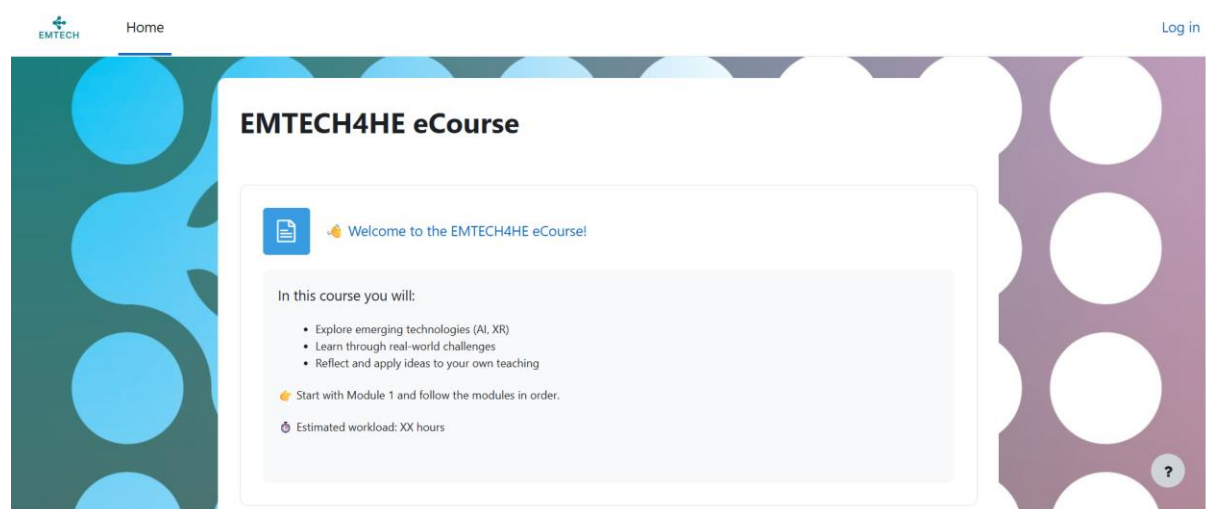 EMTECH
Home
Log in
EMTECH4HE eCourse
👋 Welcome to the EMTECH4HE eCourse!
In this course you will:
• Explore emerging technologies (AI, XR)
• Learn through real-world challenges
• Reflect and apply ideas to your own teaching
👉 Start with Module 1 and follow the modules in order.
⏱ Estimated workload: XX hours
?